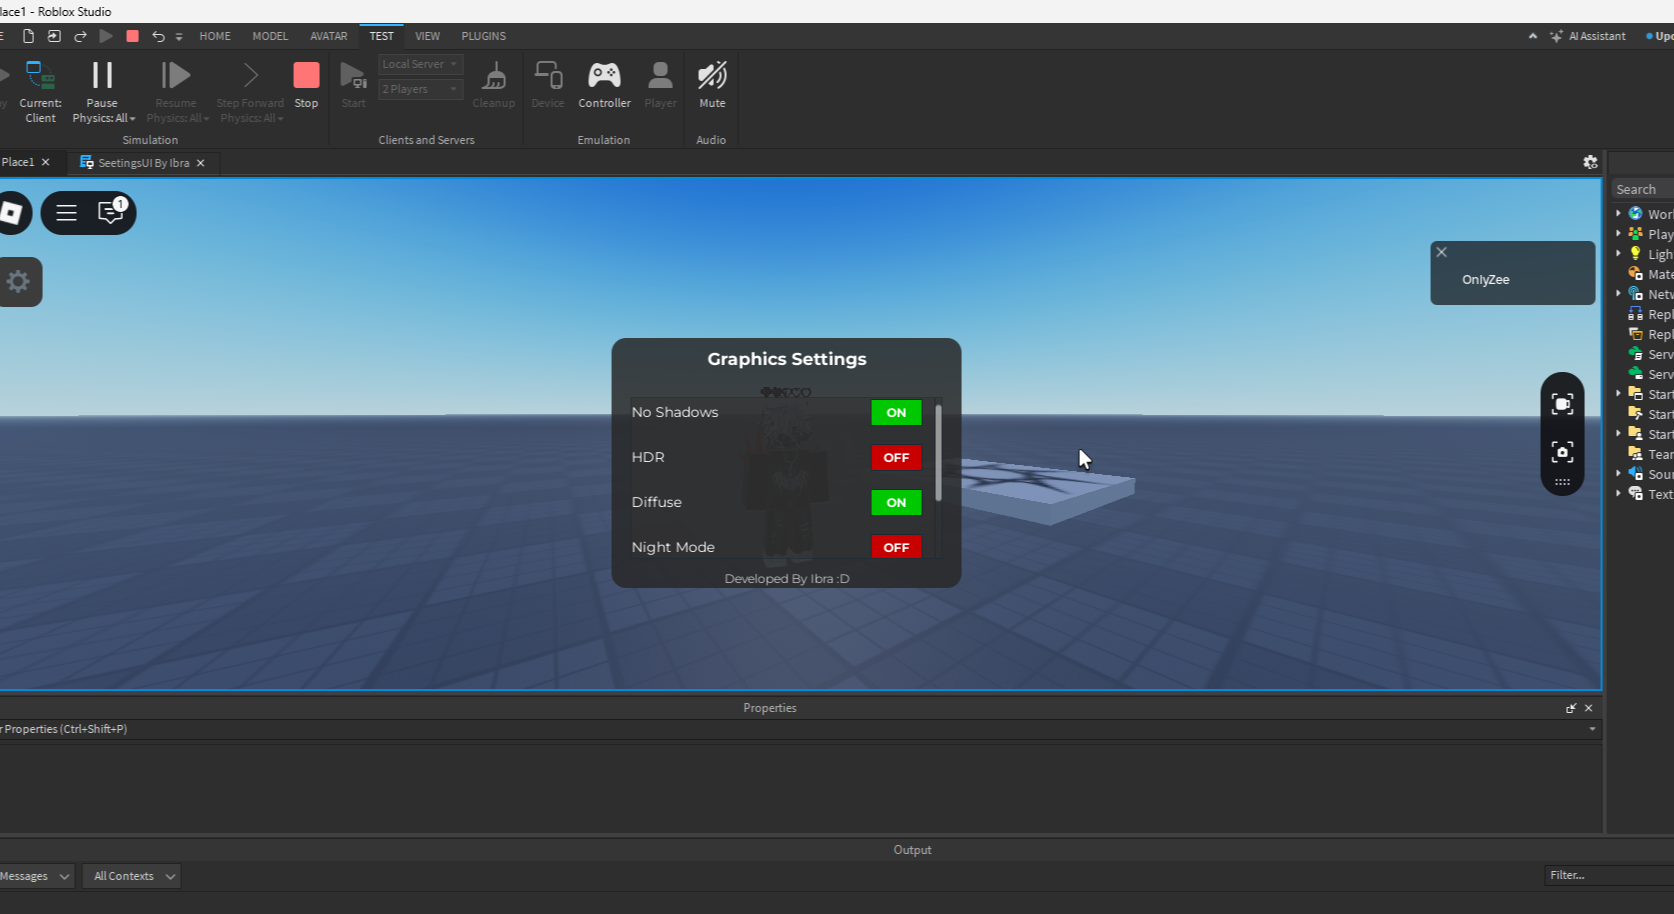 lace1 - Roblox Studio
E
HOME
MODEL
AVATAR
TEST
VIEW
PLUGINS
AI Assistant
Upd
y
Current:
Client
Pause
Physics: All
Resume
Physics: All
Step Forward
Physics: All
Stop
Simulation
Start
Local Server
2 Players
Cleanup
Clients and Servers
Device
Controller
Player
Emulation
Mute
Audio
Place1
SeetingsUI By Ibra
Search
1
Worl
Play
Ligh
Mate
Netw
Repl
Repl
Serv
Serv
Start
Start
Start
Tean
Soun
Text
OnlyZee
Graphics Settings
No Shadows ON
HDR OFF
Diffuse ON
Night Mode OFF
Developed By Ibra :D
Properties
r Properties (Ctrl+Shift+P)
Output
Messages
All Contexts
Filter...